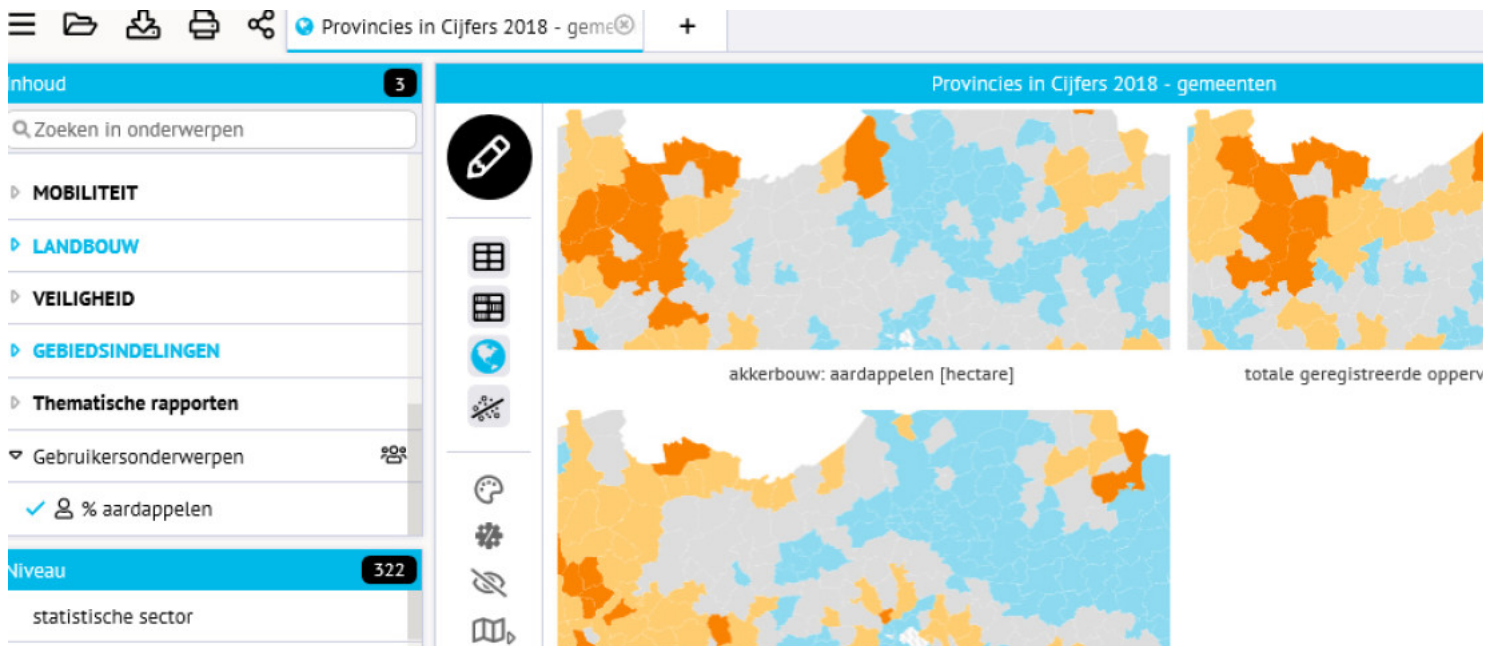 Provincies in Cijfers 2018 - geme
+
nhoud
3
Provincies in Cijfers 2018 - gemeenten
Zoeken in onderwerpen
MOBILITEIT
LANDBOUW
VEILIGHEID
GEBIEDSINDELINGEN
Thematische rapporten
Gebruikersonderwerpen
% aardappelen
Niveau
322
statistische sector
akkerbouw: aardappelen [hectare]
totale geregistreerde opperv